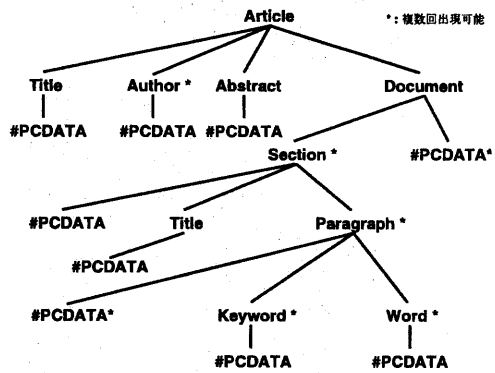 Article *：複数回出現可能
Title Author * Abstract Document
#PCDATA #PCDATA #PCDATA
Section * #PCDATA*
#PCDATA Title Paragraph *
#PCDATA
#PCDATA* Keyword * Word *
#PCDATA #PCDATA